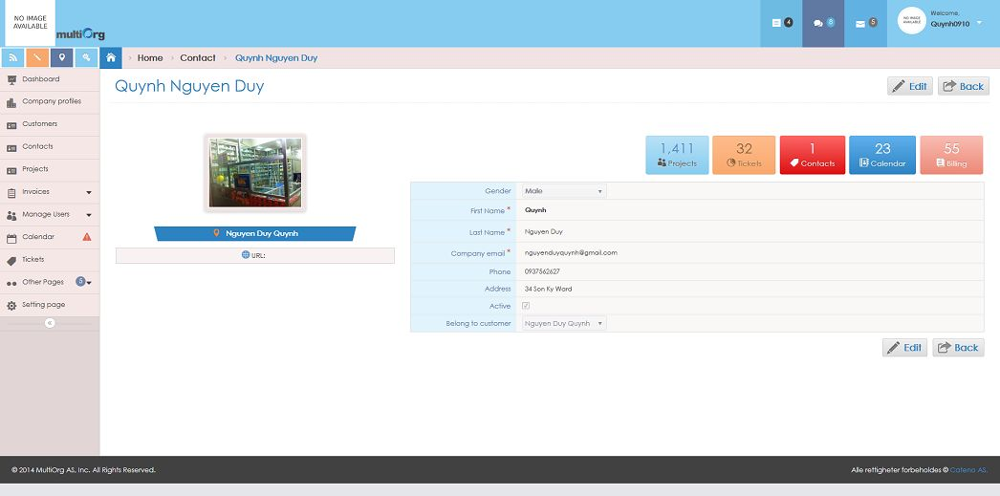 NO IMAGE
AVAILABLE
multiOrg
4
8
5
NO IMAGE
AVAILABLE
Welcome,
Quynh0910
Home › Contact › Quynh Nguyen Duy
Dashboard
Company profiles
Customers
Contacts
Projects
Invoices
Manage Users
Calendar
Tickets
Other Pages 5
Setting page
Quynh Nguyen Duy
Edit Back
1,411
Projects
32
Tickets
1
Contacts
23
Calendar
55
Billing
Nguyen Duy Quynh
URL:
Gender Male
First Name * Quynh
Last Name * Nguyen Duy
Company email * nguyenduyquynh@gmail.com
Phone 0937562627
Address 34 Son Ky Ward
Active
Belong to customer Nguyen Duy Quynh
Edit Back
© 2014 MultiOrg AS, Inc. All Rights Reserved.
Alle rettigheter forbeholdes © Catena AS.